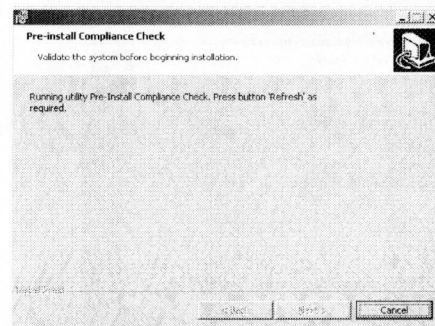 Pre-install Compliance Check
Validate the system before beginning installation.
Running utility Pre-Install Compliance Check. Press button 'Refresh' as
required.
InstallShield
< Back
Next >
Cancel